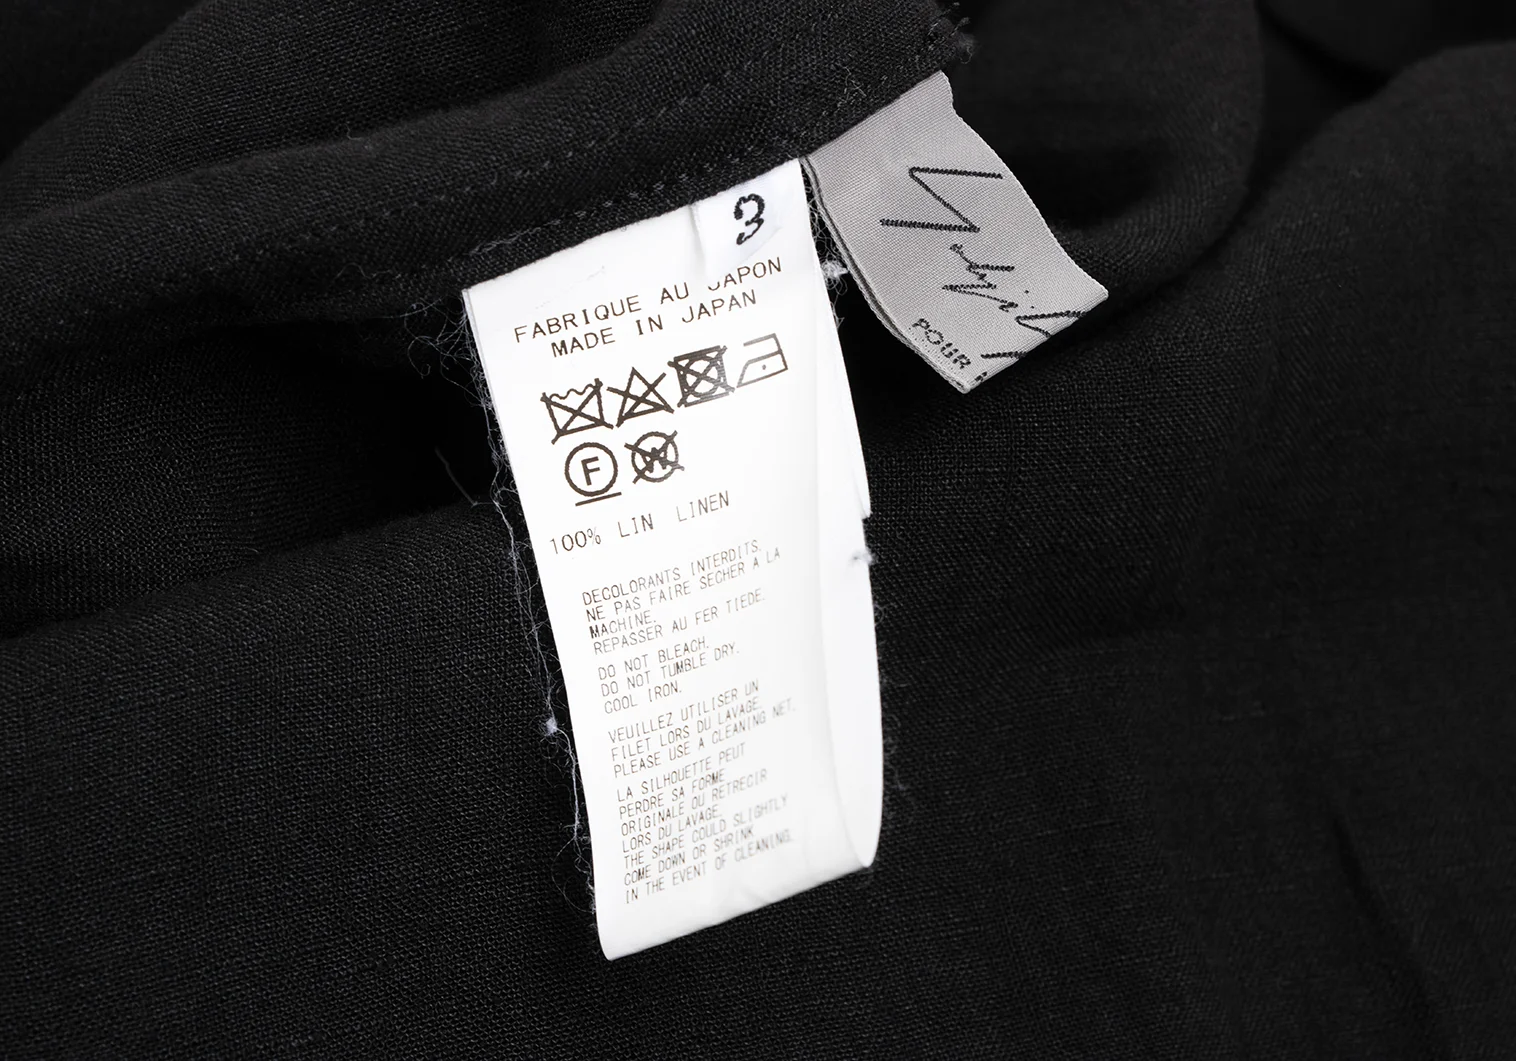 3
FABRIQUE AU JAPON
MADE IN JAPAN
F
W
100% LIN LINEN
DECOLORANTS INTERDITS.
NE PAS FAIRE SECHER A LA
MACHINE.
REPASSER AU FER TIEDE.
DO NOT BLEACH.
DO NOT TUMBLE DRY.
COOL IRON.
VEUILLEZ UTILISER UN
FILET LORS DU LAVAGE.
PLEASE USE A CLEANING NET.
LA SILHOUETTE PEUT
PERDRE SA FORME
ORIGINALE OU RETRECIR
LORS DU LAVAGE.
THE SHAPE COULD SLIGHTLY
COME DOWN OR SHRINK
IN THE EVENT OF CLEANING.
POUR